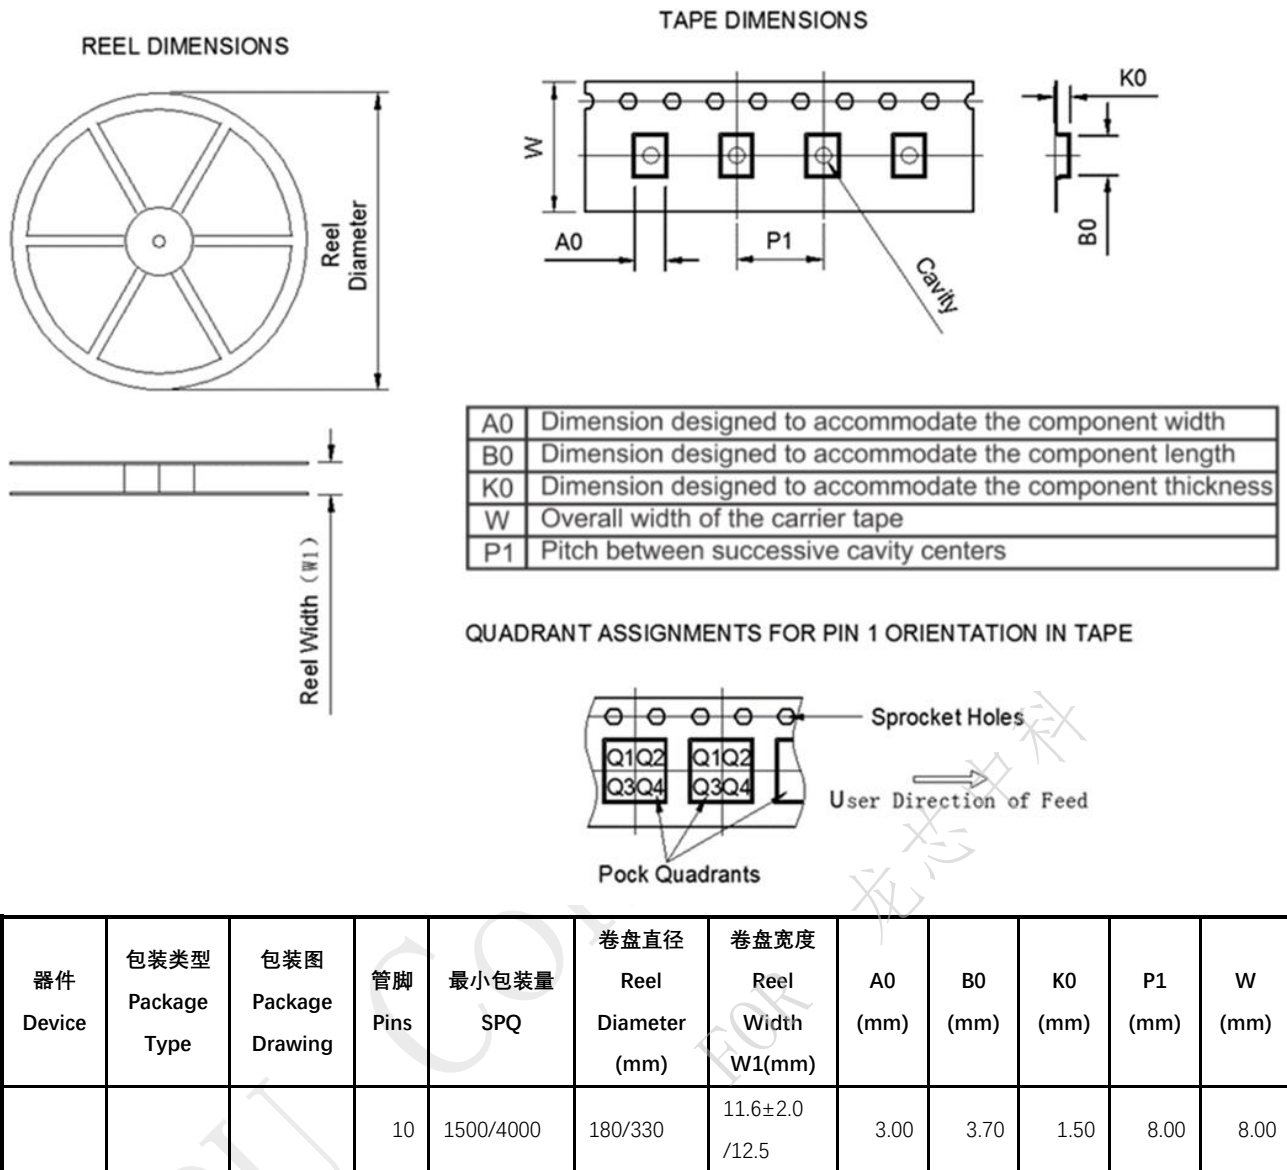 REEL DIMENSIONS
Reel
Diameter
Reel Width（W1）
TAPE DIMENSIONS
W
A0
P1
Cavity
K0
B0
A0 Dimension designed to accommodate the component width
B0 Dimension designed to accommodate the component length
K0 Dimension designed to accommodate the component thickness
W Overall width of the carrier tape
P1 Pitch between successive cavity centers
QUADRANT ASSIGNMENTS FOR PIN 1 ORIENTATION IN TAPE
Q1 Q2 Q1 Q2
Q3 Q4 Q3 Q4
Sprocket Holes
User Direction of Feed
Pock Quadrants
器件
Device
包装类型
Package
Type
包装图
Package
Drawing
管脚
Pins
最小包装量
SPQ
卷盘直径
Reel
Diameter
(mm)
卷盘宽度
Reel
Width
W1(mm)
A0
(mm)
B0
(mm)
K0
(mm)
P1
(mm)
W
(mm)
10
1500/4000
180/330
11.6±2.0
/12.5
3.00
3.70
1.50
8.00
8.00
龙芯中科
FOR